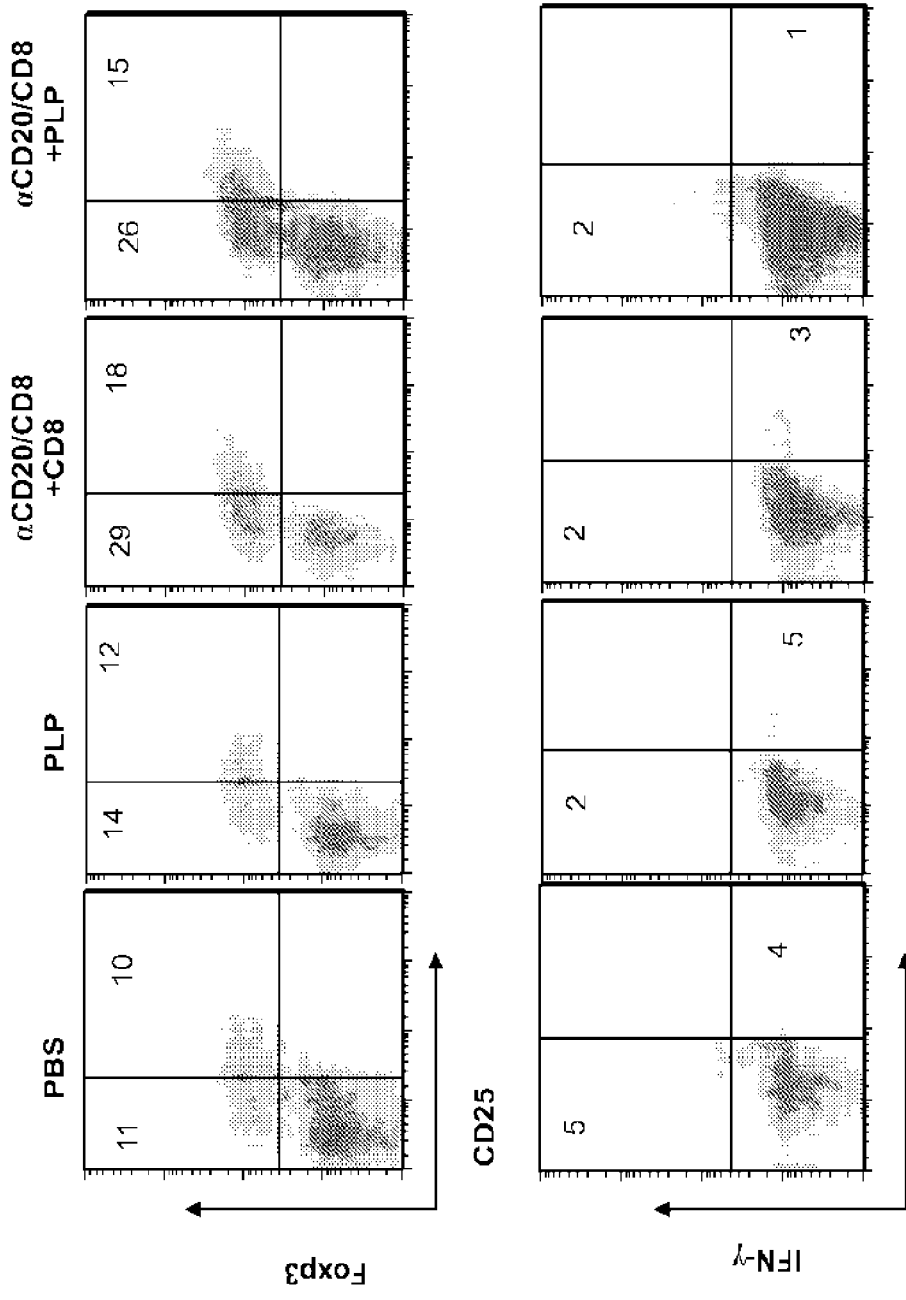 PBS
PLP
αCD20/CD8
+CD8
αCD20/CD8
+PLP
11
10
14
12
29
18
26
15
Foxp3
CD25
5
4
2
5
2
3
2
1
IFN-γ